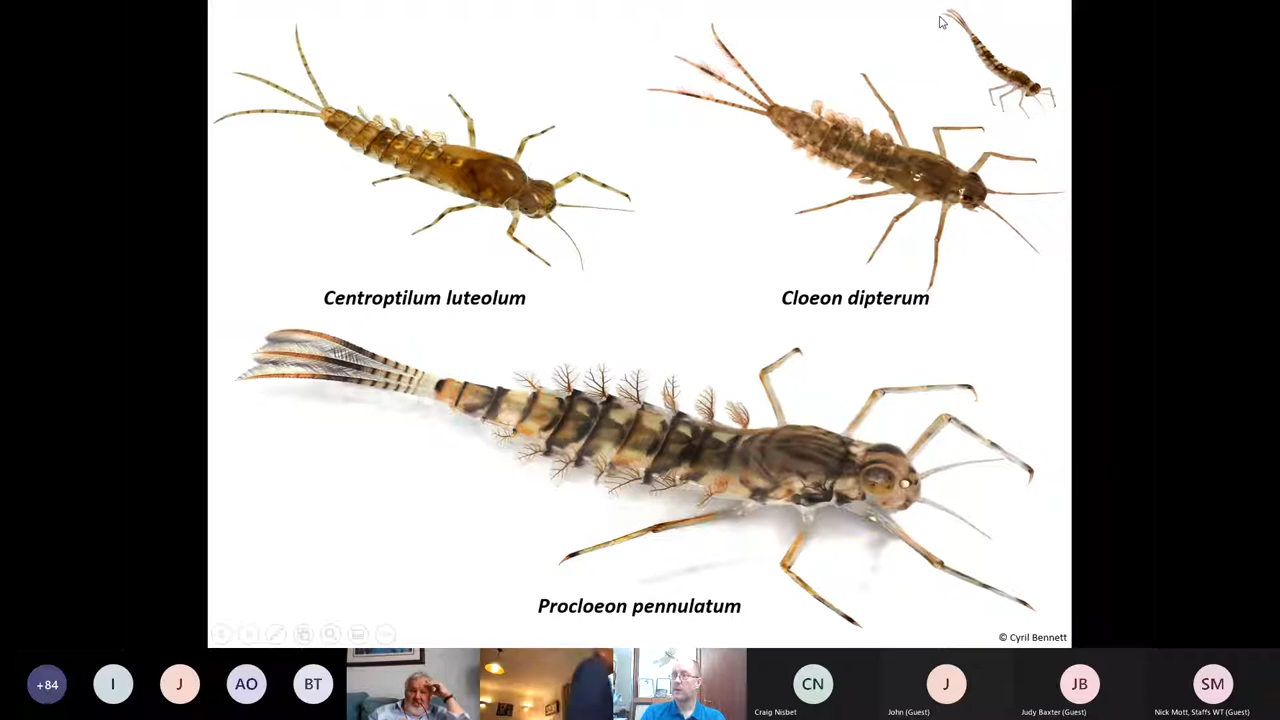 Centroptilum luteolum
Cloeon dipterum
Procloeon pennulatum
© Cyril Bennett
+84
I
J
AO
BT
CN
J
JB
SM
Craig Nisbet
John (Guest)
Judy Baxter (Guest)
Nick Mott, Staffs WT (Guest)